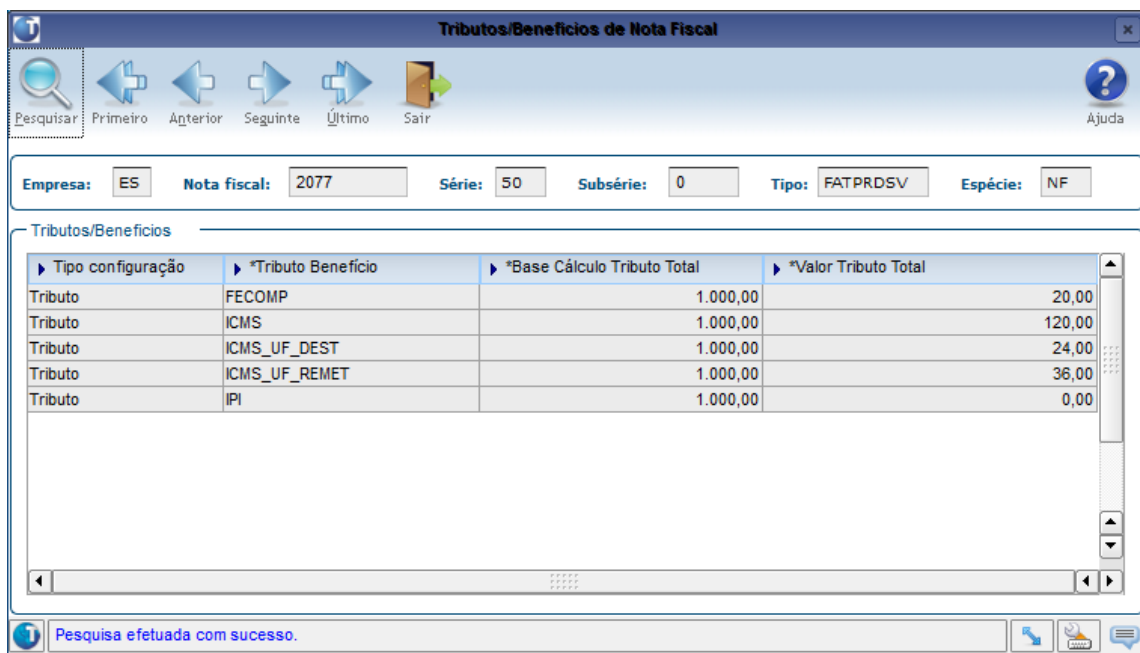 Tributos/Beneficios de Nota Fiscal
Pesquisar Primeiro Anterior Seguinte Último Sair Ajuda
Empresa: ES Nota fiscal: 2077 Série: 50 Subsérie: 0 Tipo: FATPRDSV Espécie: NF
Tributos/Beneficios
Tipo configuração *Tributo Benefício *Base Cálculo Tributo Total *Valor Tributo Total
Tributo FECOMP 1.000,00 20,00
Tributo ICMS 1.000,00 120,00
Tributo ICMS_UF_DEST 1.000,00 24,00
Tributo ICMS_UF_REMET 1.000,00 36,00
Tributo IPI 1.000,00 0,00
Pesquisa efetuada com sucesso.